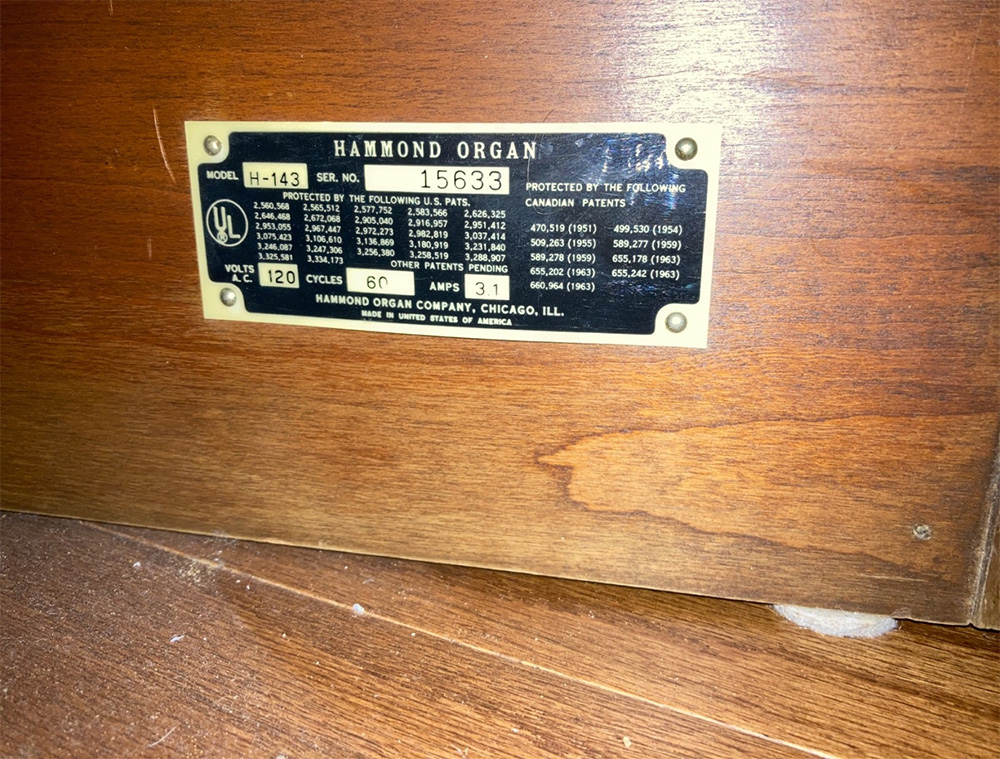 HAMMOND ORGAN
MODEL H-143 SER. NO. 15633
PROTECTED BY THE FOLLOWING U.S. PATS.
2,560,568 2,565,512 2,577,752 2,583,566 2,626,325
2,646,468 2,672,068 2,905,040 2,916,957 2,951,412
2,953,055 2,967,447 2,972,273 2,982,819 3,037,414
3,075,423 3,106,610 3,136,869 3,180,919 3,231,840
3,246,087 3,247,306 3,256,380 3,258,519 3,288,907
3,325,581 3,334,173
OTHER PATENTS PENDING
UL
VOLTS A.C. 120 CYCLES 60 AMPS 3.1
PROTECTED BY THE FOLLOWING
CANADIAN PATENTS
470,519 (1951) 499,530 (1954)
509,263 (1955) 589,277 (1959)
589,278 (1959) 655,178 (1963)
655,202 (1963) 655,242 (1963)
660,964 (1963)
HAMMOND ORGAN COMPANY, CHICAGO, ILL.
MADE IN UNITED STATES OF AMERICA